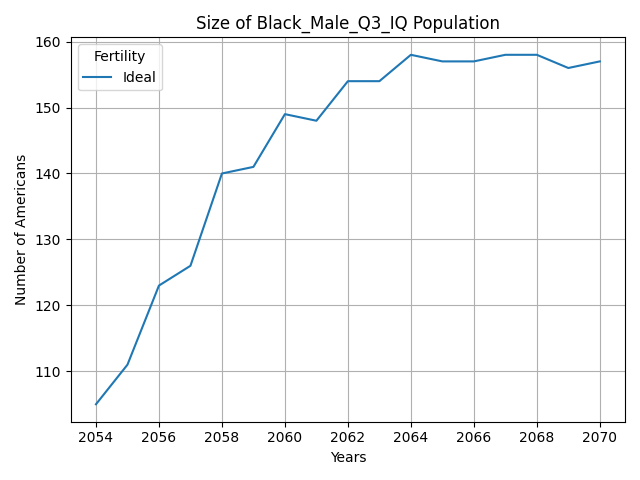 Size of Black_Male_Q3_IQ Population
Fertility
Ideal
Number of Americans
160
150
140
130
120
110
2054 2056 2058 2060 2062 2064 2066 2068 2070
Years